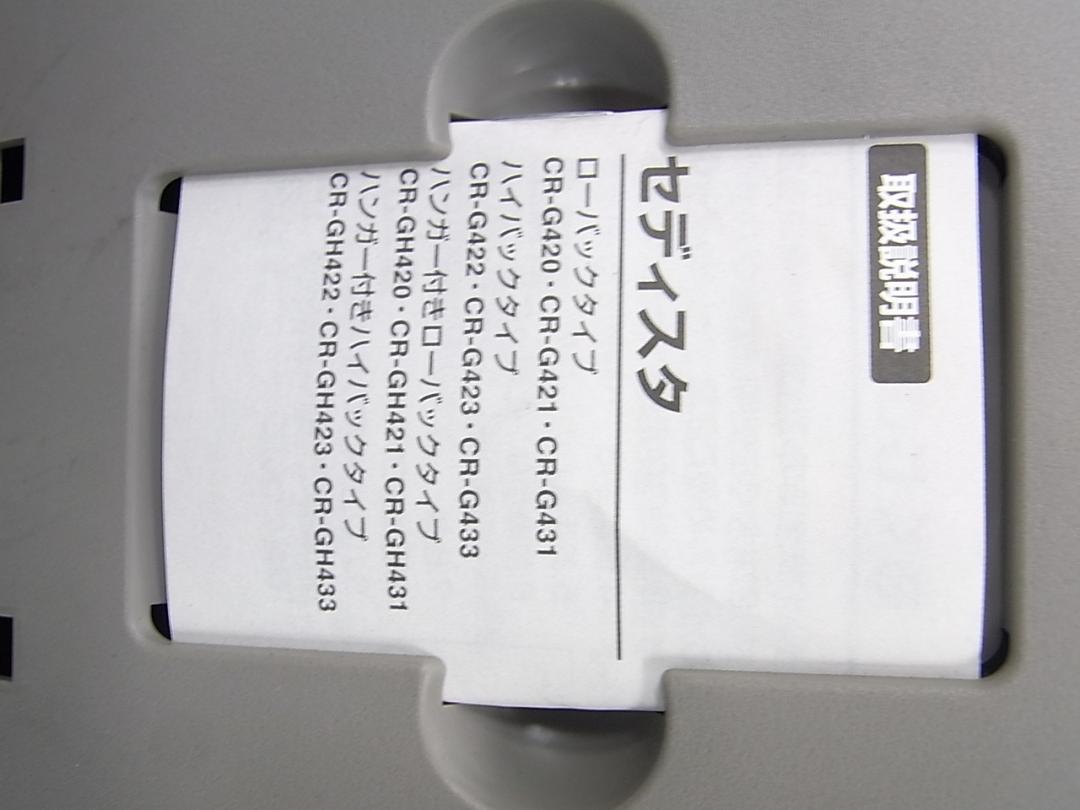 取扱説明書
セディスタ
ローバックタイプ
CR-G420・CR-G421・CR-G431
ハイバックタイプ
CR-G422・CR-G423・CR-G433
ハンガー付きローバックタイプ
CR-GH420・CR-GH421・CR-GH431
ハンガー付きハイバックタイプ
CR-GH422・CR-GH423・CR-GH433